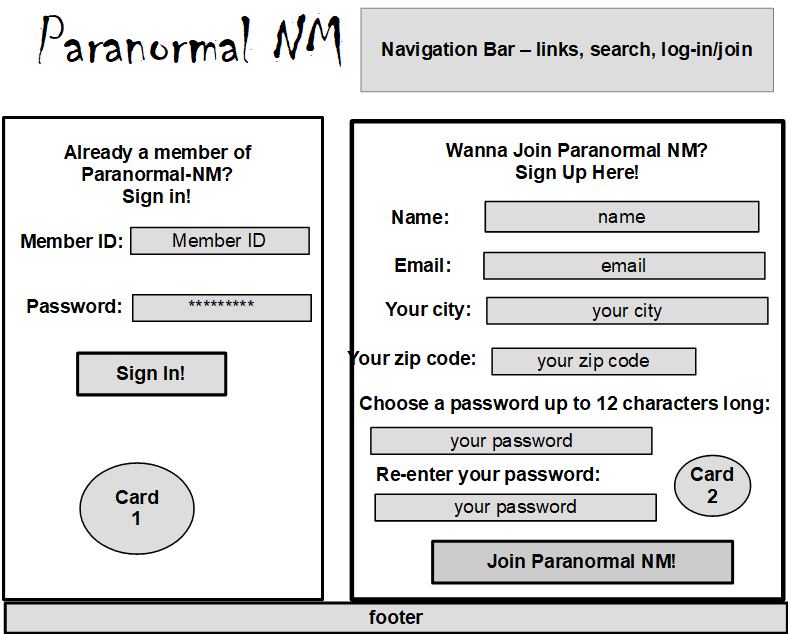 Paranormal NM
Navigation Bar – links, search, log-in/join
Already a member of
Paranormal-NM?
Sign in!
Member ID: Member ID
Password: *********
Sign In!
Card
1
Wanna Join Paranormal NM?
Sign Up Here!
Name: name
Email: email
Your city: your city
Your zip code: your zip code
Choose a password up to 12 characters long:
your password
Re-enter your password:
your password
Card
2
Join Paranormal NM!
footer